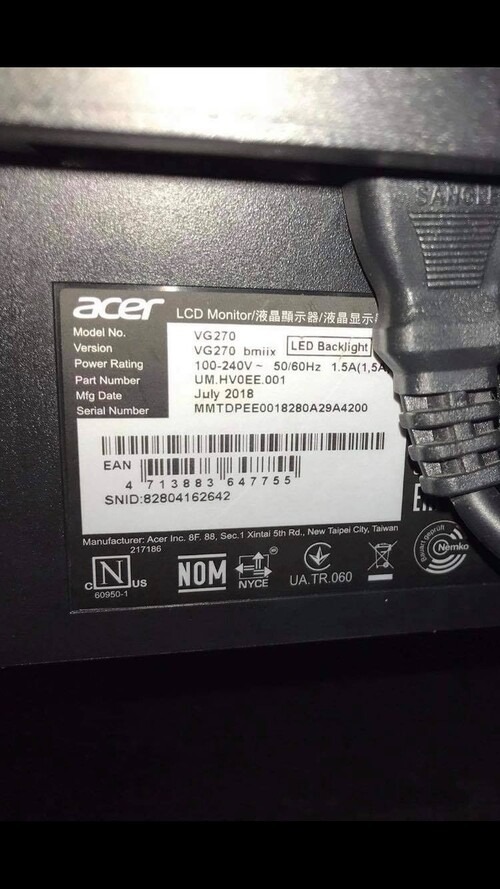 SANGLE
acer LCD Monitor/液晶顯示器/液晶显示
Model No. VG270
Version VG270 bmiix LED Backlight
Power Rating 100-240V~ 50/60Hz 1.5A(1,5A
Part Number UM.HV0EE.001
Mfg Date July 2018
Serial Number MMTDPEE0018280A29A4200
EAN
4 713883 647755
SNID:82804162642
Manufacturer: Acer Inc. 8F. 88, Sec.1 Xintai 5th Rd., New Taipei City, Taiwan
217186
C N US
60950-1
NOM
NYCE
UA.TR.060
Nemko